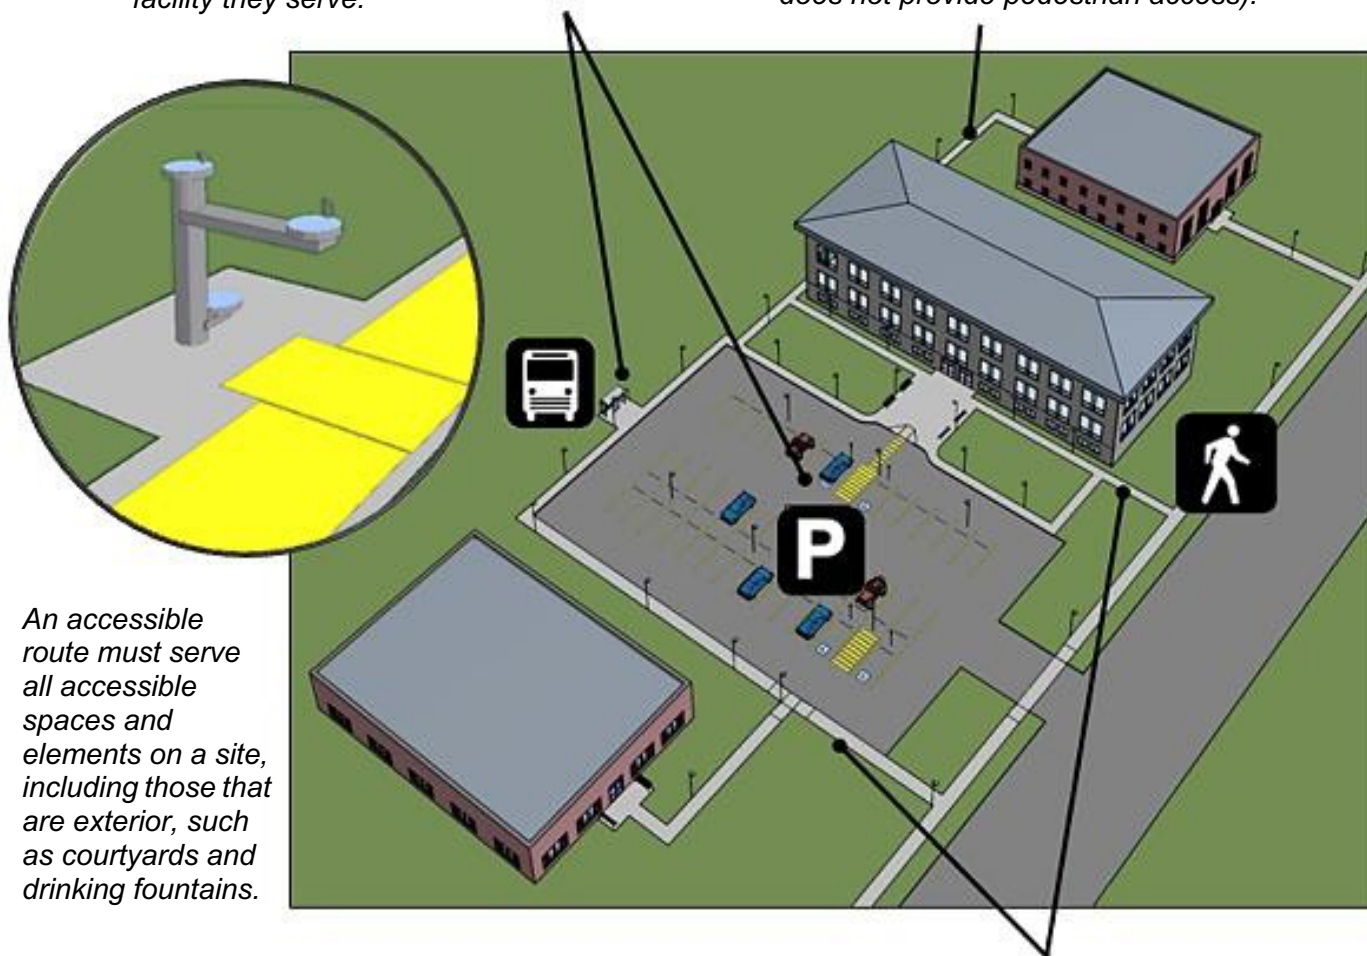 facility they serve.
does not provide pedestrian access).
P
An accessible
route must serve
all accessible
spaces and
elements on a site,
including those that
are exterior, such
as courtyards and
drinking fountains.